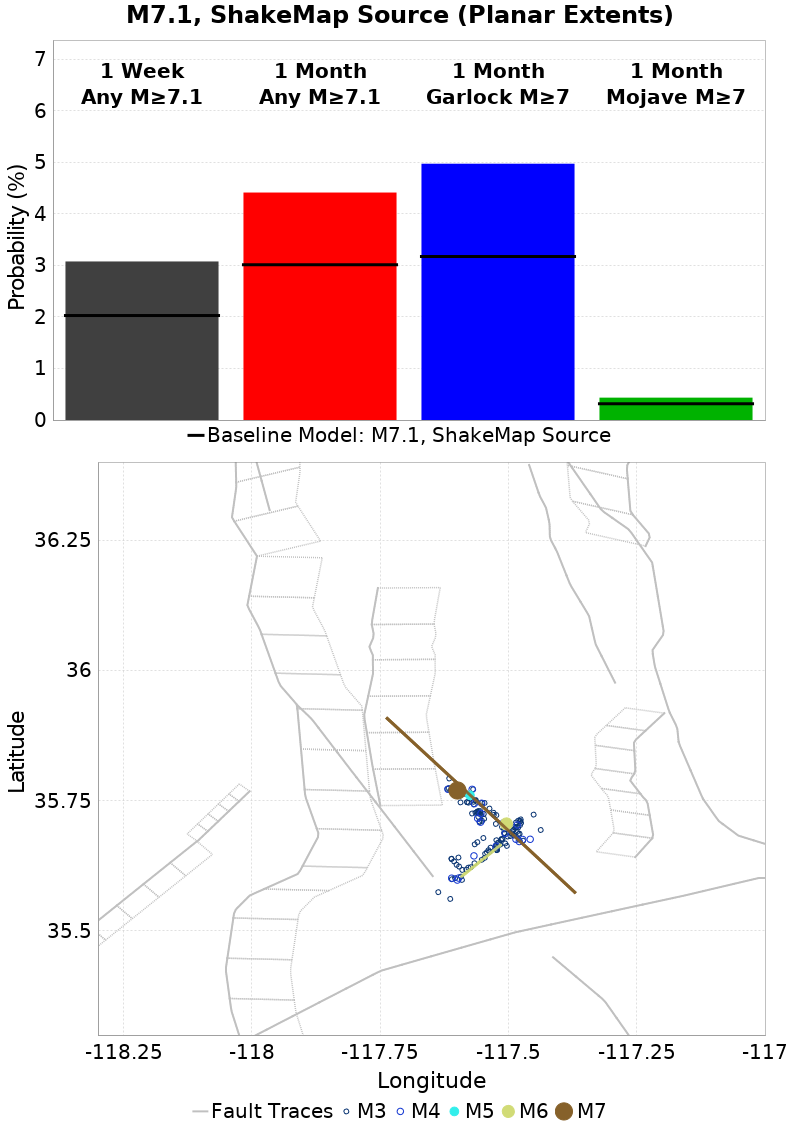 M7.1, ShakeMap Source (Planar Extents)
7
6
5
4
3
2
1
0
Probability (%)
1 Week
Any M≥7.1
1 Month
Any M≥7.1
1 Month
Garlock M≥7
1 Month
Mojave M≥7
Baseline Model: M7.1, ShakeMap Source
36.25
36
35.75
35.5
Latitude
-118.25 -118 -117.75 -117.5 -117.25 -117
Longitude
Fault Traces M3 M4 M5 M6 M7